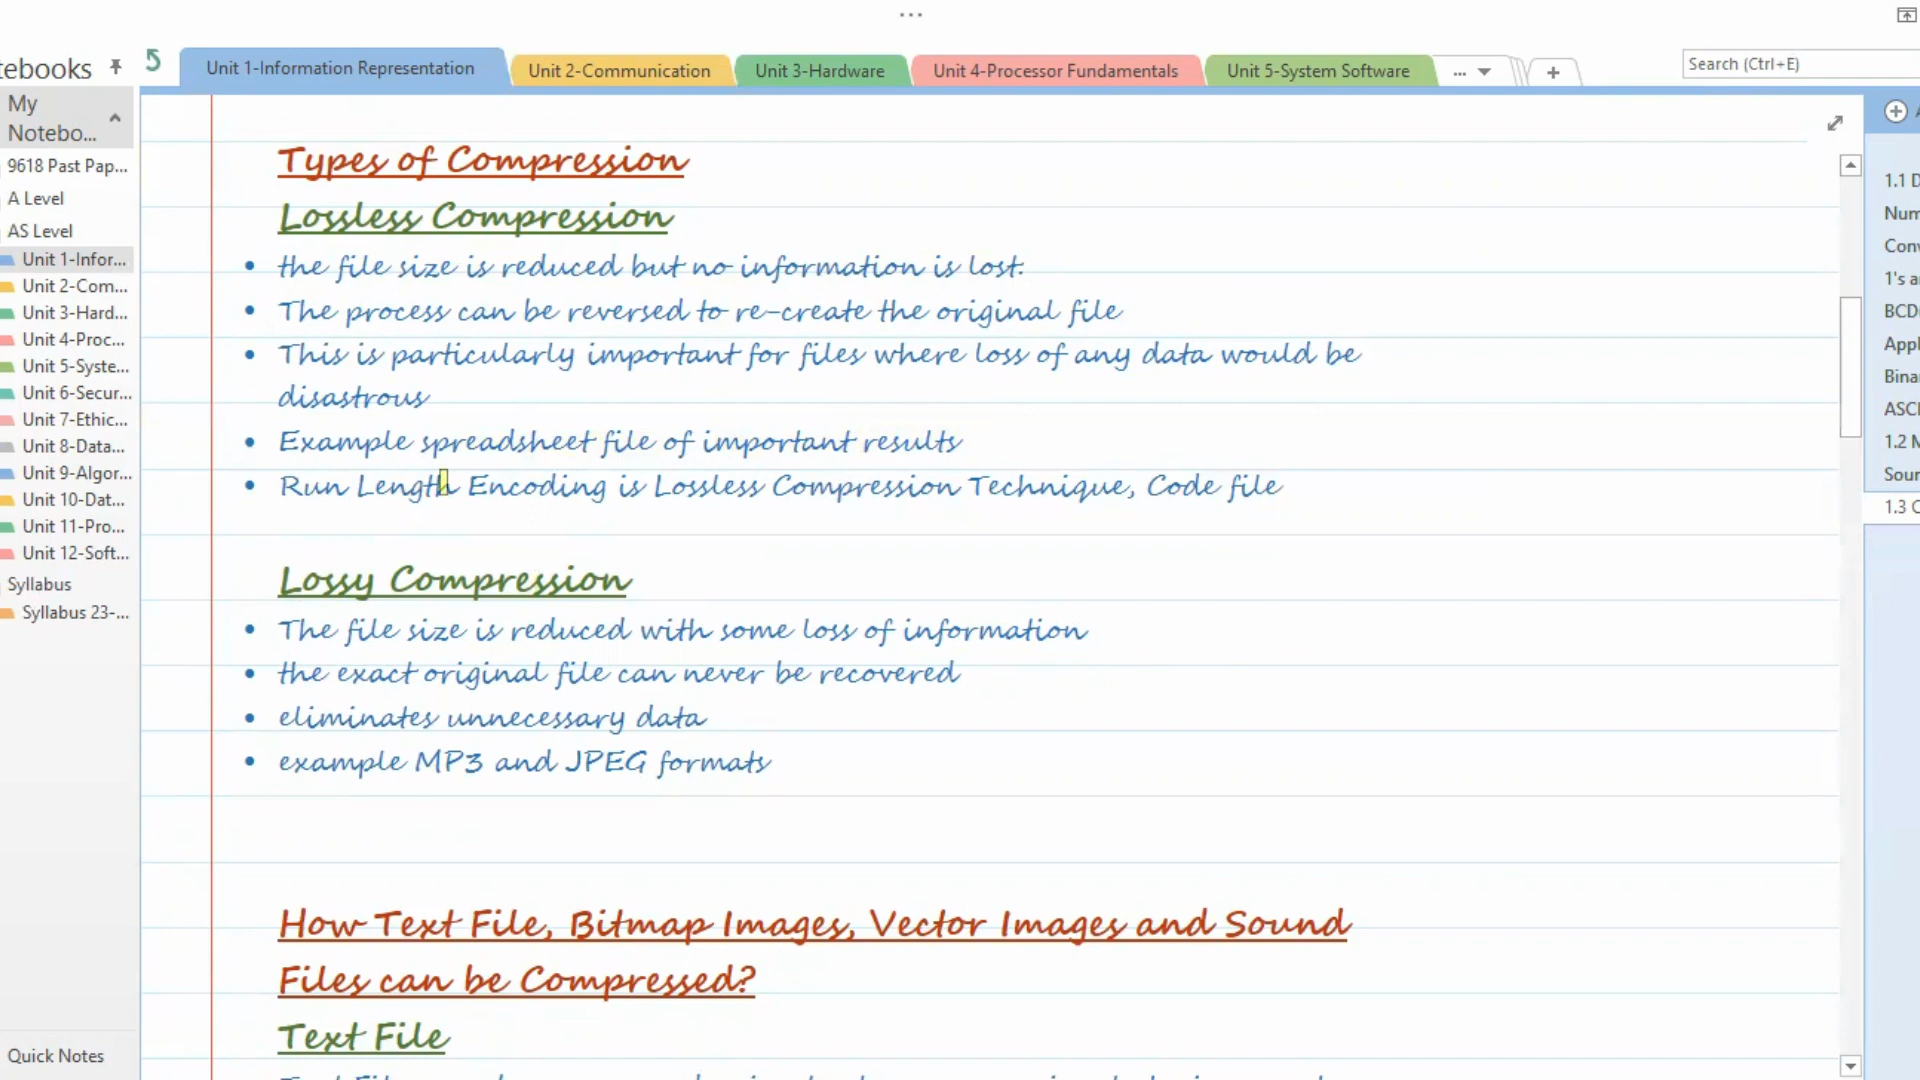 ...
tebooks
Unit 1-Information Representation
Unit 2-Communication
Unit 3-Hardware
Unit 4-Processor Fundamentals
Unit 5-System Software
...
Search (Ctrl+E)
My
Notebo...
9618 Past Pap...
A Level
AS Level
Unit 1-Infor...
Unit 2-Com...
Unit 3-Hard...
Unit 4-Proc...
Unit 5-Syste...
Unit 6-Secur...
Unit 7-Ethic...
Unit 8-Data...
Unit 9-Algor...
Unit 10-Dat...
Unit 11-Pro...
Unit 12-Soft...
Syllabus
Syllabus 23-...
Quick Notes
Types of Compression
Lossless Compression
• the file size is reduced but no information is lost.
• The process can be reversed to re-create the original file
• This is particularly important for files where loss of any data would be
disastrous
• Example spreadsheet file of important results
• Run Length Encoding is Lossless Compression Technique, Code file
Lossy Compression
• The file size is reduced with some loss of information
• the exact original file can never be recovered
• eliminates unnecessary data
• example MP3 and JPEG formats
How Text File, Bitmap Images, Vector Images and Sound
Files can be Compressed?
Text File
1.1 D
Num
Conv
1's a
BCD
Appl
Bina
ASCI
1.2 M
Soun
1.3 C